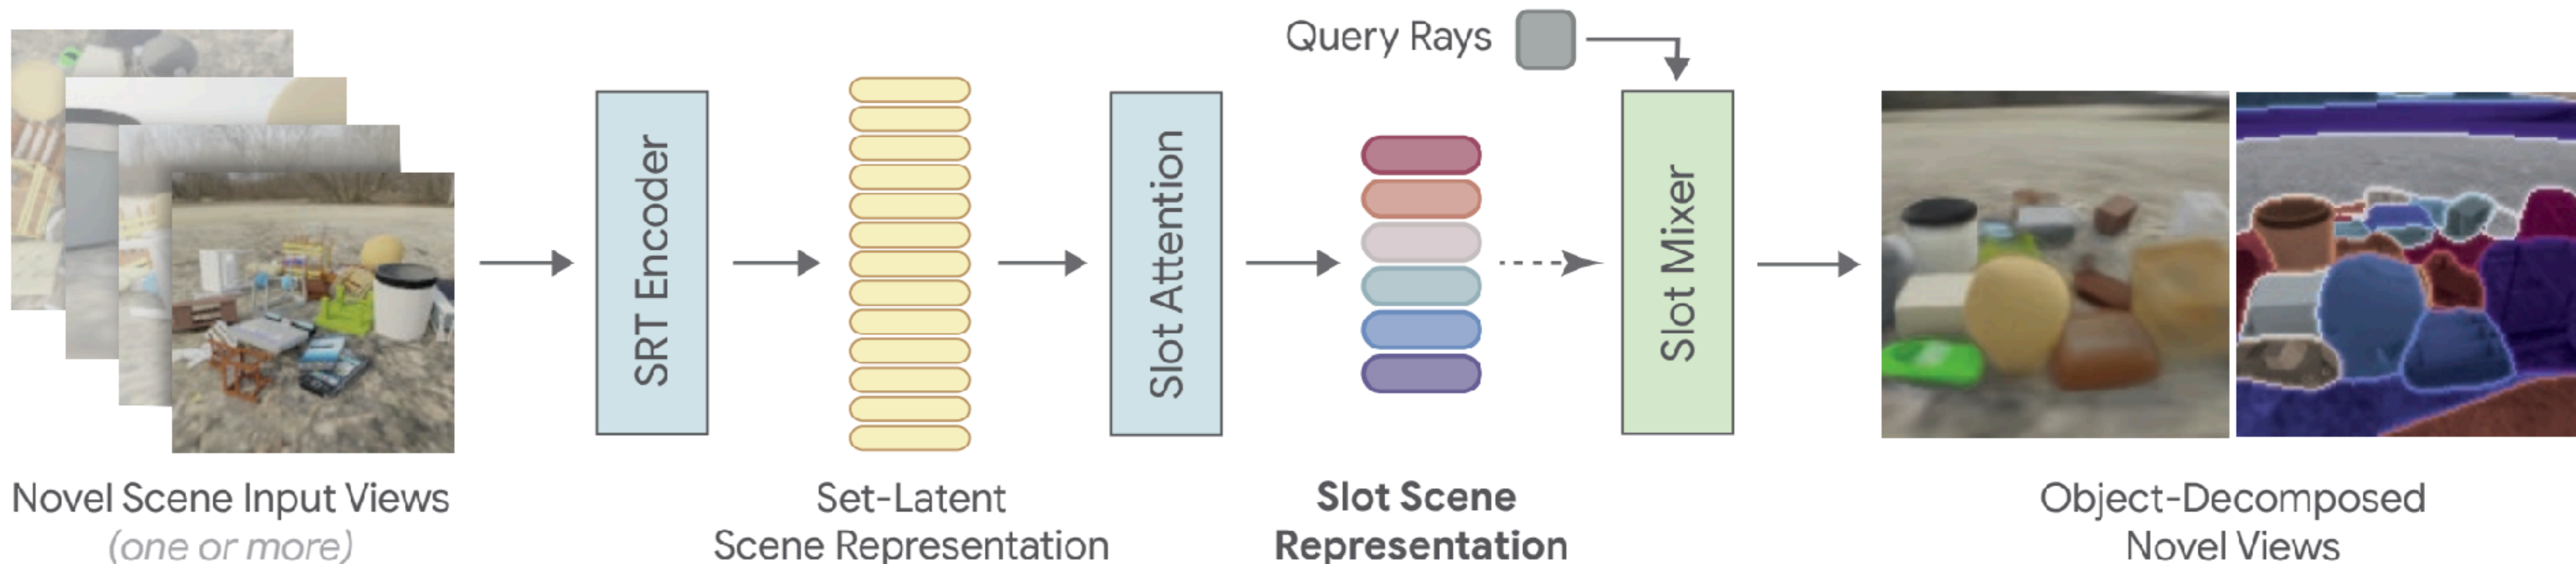 Query Rays
SRT Encoder
Slot Attention
Slot Mixer
Novel Scene Input Views
(one or more)
Set-Latent
Scene Representation
Slot Scene
Representation
Object-Decomposed
Novel Views